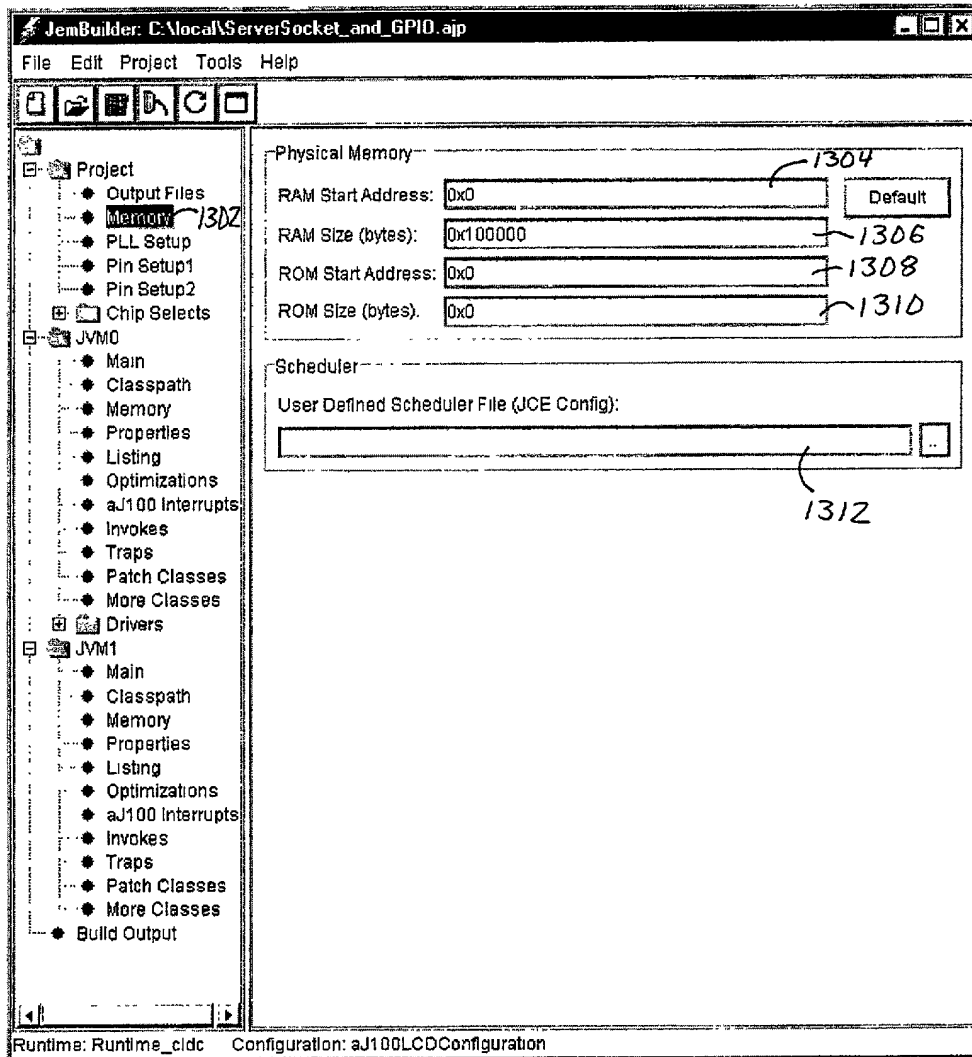 JemBuilder: C:\local\ServerSocket_and_GPIO.ajp
File Edit Project Tools Help
Project
Output Files
Memory 1302
PLL Setup
Pin Setup1
Pin Setup2
Chip Selects
JVM0
Main
Classpath
Memory
Properties
Listing
Optimizations
aJ100 Interrupts
Invokes
Traps
Patch Classes
More Classes
Drivers
JVM1
Main
Classpath
Memory
Properties
Listing
Optimizations
aJ100 Interrupts
Invokes
Traps
Patch Classes
More Classes
Build Output
Physical Memory
1304
RAM Start Address: 0x0 Default
RAM Size (bytes): 0x100000 1306
ROM Start Address: 0x0 1308
ROM Size (bytes). 0x0 1310
Scheduler
User Defined Scheduler File (JCE Config):
..
1312
Runtime: Runtime_cldc Configuration: aJ100LCDConfiguration